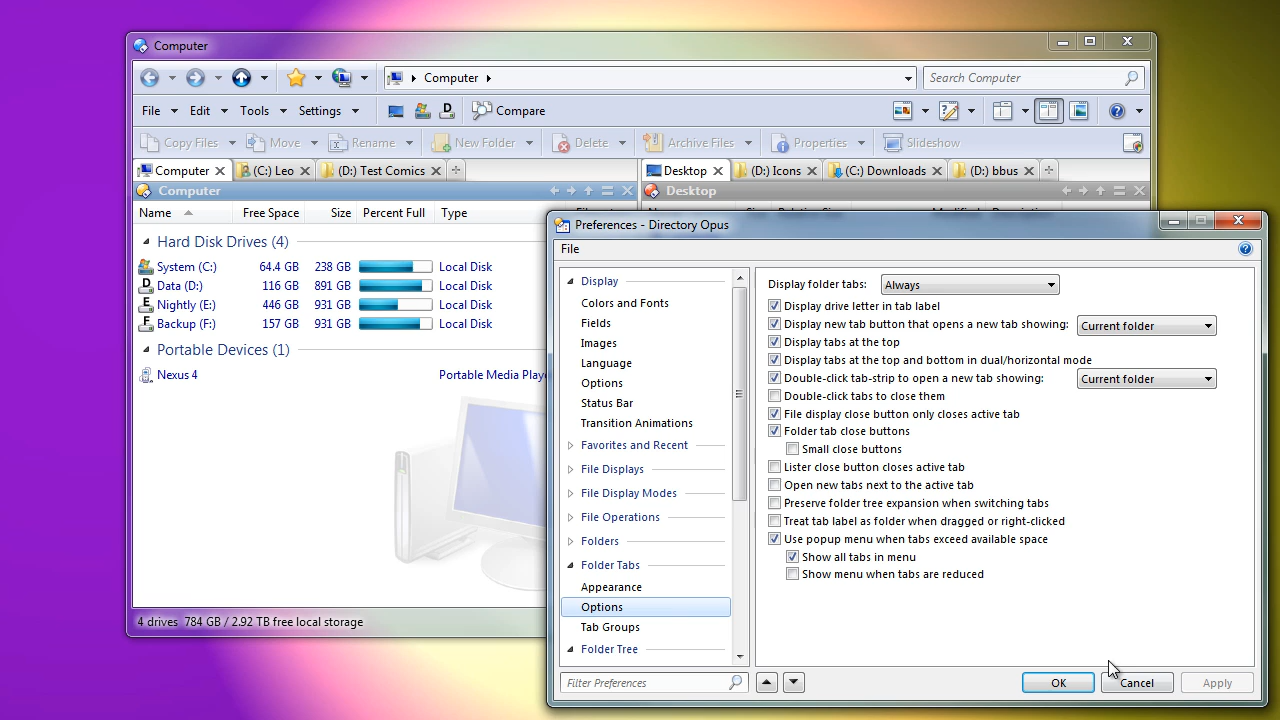 Computer
Computer
Search Computer
File Edit Tools Settings D Compare
Copy Files Move Rename New Folder Delete Archive Files Properties Slideshow
Computer (C:) Leo (D:) Test Comics Desktop (D:) Icons (C:) Downloads (D:) bbus
Computer Desktop
Name Free Space Size Percent Full Type
Hard Disk Drives (4)
System (C:) 64.4 GB 238 GB Local Disk
D Data (D:) 116 GB 891 GB Local Disk
E Nightly (E:) 446 GB 931 GB Local Disk
F Backup (F:) 157 GB 931 GB Local Disk
Portable Devices (1)
Nexus 4 Portable Media Playe
4 drives 784 GB / 2.92 TB free local storage
Preferences - Directory Opus
File
Display
Colors and Fonts
Fields
Images
Language
Options
Status Bar
Transition Animations
Favorites and Recent
File Displays
File Display Modes
File Operations
Folders
Folder Tabs
Appearance
Options
Tab Groups
Folder Tree
Filter Preferences
Display folder tabs: Always
Display drive letter in tab label
Display new tab button that opens a new tab showing: Current folder
Display tabs at the top
Display tabs at the top and bottom in dual/horizontal mode
Double-click tab-strip to open a new tab showing: Current folder
Double-click tabs to close them
File display close button only closes active tab
Folder tab close buttons
Small close buttons
Lister close button closes active tab
Open new tabs next to the active tab
Preserve folder tree expansion when switching tabs
Treat tab label as folder when dragged or right-clicked
Use popup menu when tabs exceed available space
Show all tabs in menu
Show menu when tabs are reduced
OK Cancel Apply